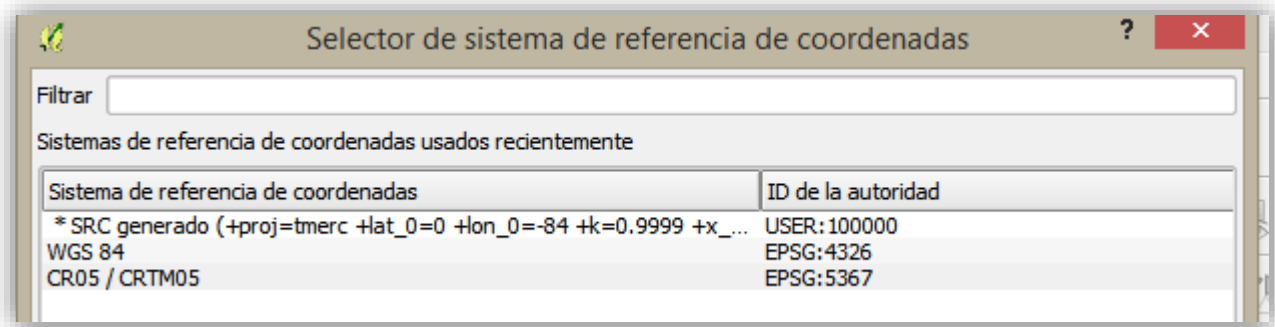 Selector de sistema de referencia de coordenadas ? ×
Filtrar
Sistemas de referencia de coordenadas usados recientemente
Sistema de referencia de coordenadas ID de la autoridad
* SRC generado (+proj=tmerc +lat_0=0 +lon_0=-84 +k=0.9999 +x_... USER:100000
WGS 84 EPSG:4326
CR05 / CRTM05 EPSG:5367